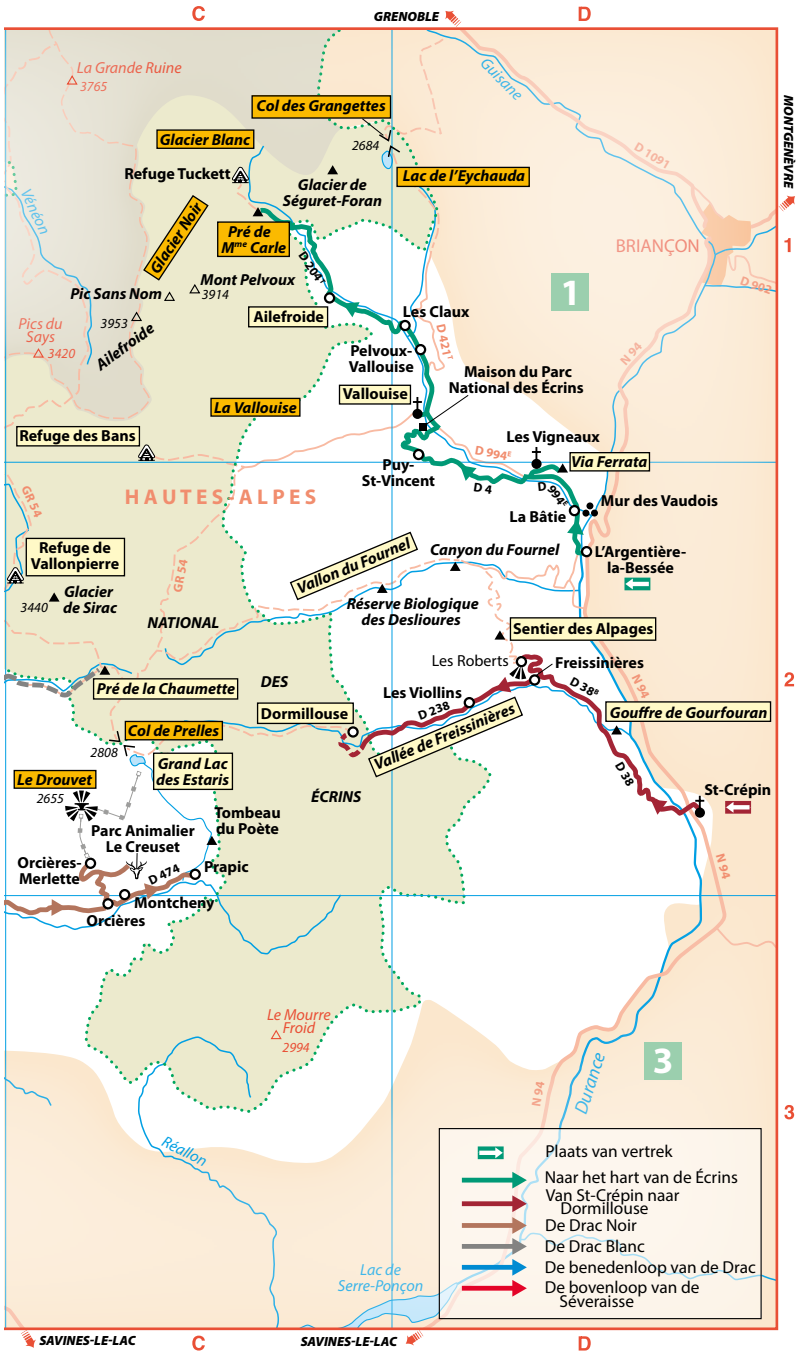 C
GRENOBLE
D
La Grande Ruine
3765
Guisane
MONTGENÈVRE
Col des Grangettes
2684
D 1091
Glacier Blanc
Refuge Tuckett
Glacier de
Séguret-Foran
Lac de l'Eychauda
Vénéon
Glacier Noir
Pré de
Mme Carle
1
BRIANÇON
D 204T
Mont Pelvoux
3914
D 902
1
Pic Sans Nom
3953
Ailefroide
Ailefroide
Les Claux
Pics du
Says
3420
D 421T
N 94
Pelvoux-
Vallouise
Maison du Parc
National des Écrins
Vallouise
La Vallouise
Refuge des Bans
D 994E
Les Vigneaux
Via Ferrata
Puy-
St-Vincent
D 4
D 994E
HAUTES-ALPES
GR 54
La Bâtie
Mur des Vaudois
Refuge de
Vallonpierre
Vallon du Fournel
Canyon du Fournel
L'Argentière-
la-Bessée
GR 54
3440
Glacier
de Sirac
Réserve Biologique
des Deslioures
NATIONAL
Sentier des Alpages
Les Roberts
Freissinières
2
Pré de la Chaumette
DES
Les Viollins
D 38B
N 94
Dormillouse
D 238
Gouffre de Gourfouran
Col de Prelles
2808
Vallée de Freissinières
Grand Lac
des Estaris
Le Drouvet
2655
ÉCRINS
D 38
St-Crépin
Tombeau
du Poète
Parc Animalier
Le Creuset
Orcières-
Merlette
D 474
Prapic
N 94
Montcheny
Orcières
Le Mourre
Froid
2994
3
Durance
N 94
3
Réallon
Plaats van vertrek
Naar het hart van de Écrins
Van St-Crépin naar
Dormillouse
De Drac Noir
De Drac Blanc
De benedenloop van de Drac
De bovenloop van de
Séveraisse
Lac de
Serre-Ponçon
SAVINES-LE-LAC
C
SAVINES-LE-LAC
D